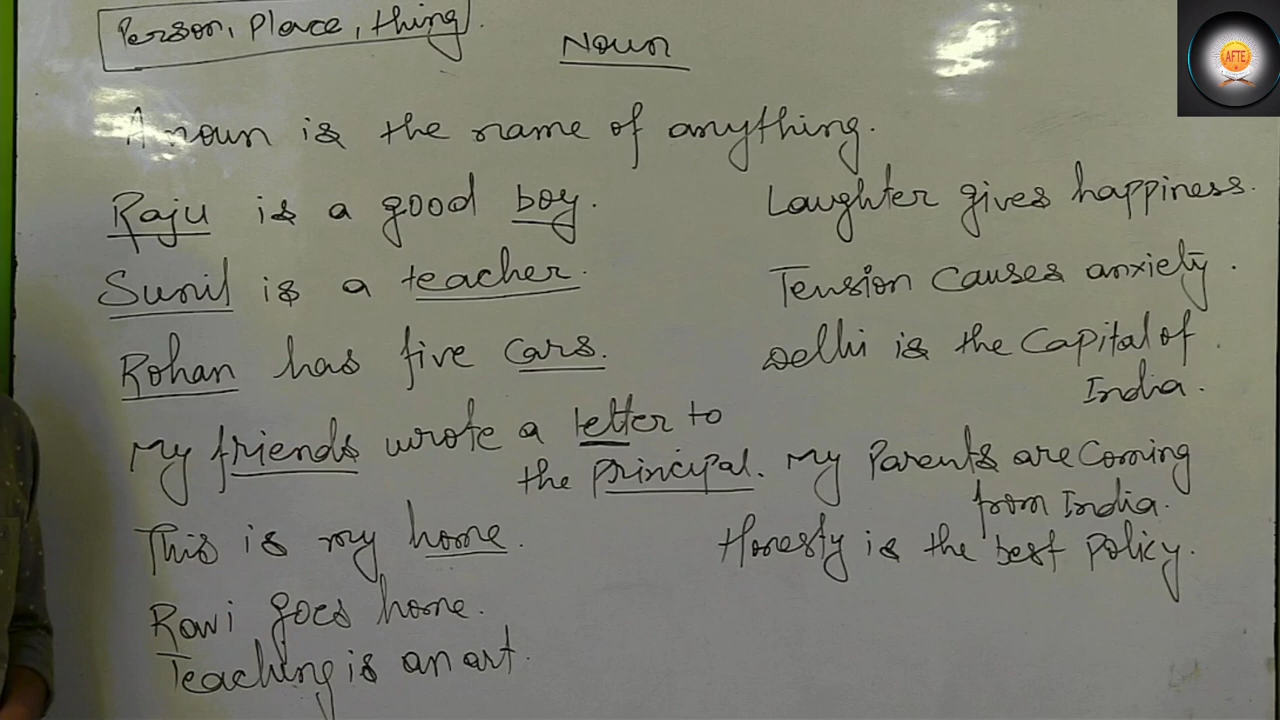 Person, Place, thing.
Noun
A noun is the name of anything.
Raju is a good boy.
Sunil is a teacher.
Rohan has five cars.
My friends wrote a letter to
the principal.
This is my home.
Ravi goes home.
Teaching is an art.
Laughter gives happiness.
Tension causes anxiety.
Delhi is the Capital of
India.
My Parents are Coming
from India.
Honesty is the best Policy.
AFTE